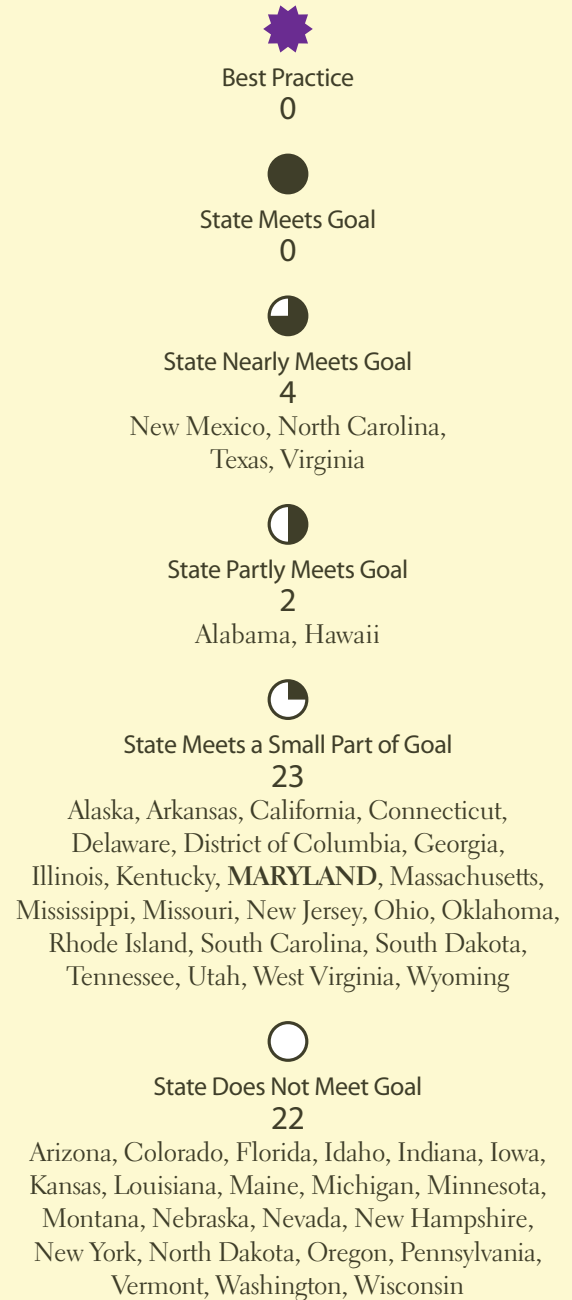 Best Practice
0
State Meets Goal
0
State Nearly Meets Goal
4
New Mexico, North Carolina,
Texas, Virginia
State Partly Meets Goal
2
Alabama, Hawaii
State Meets a Small Part of Goal
23
Alaska, Arkansas, California, Connecticut,
Delaware, District of Columbia, Georgia,
Illinois, Kentucky, MARYLAND, Massachusetts,
Mississippi, Missouri, New Jersey, Ohio, Oklahoma,
Rhode Island, South Carolina, South Dakota,
Tennessee, Utah, West Virginia, Wyoming
State Does Not Meet Goal
22
Arizona, Colorado, Florida, Idaho, Indiana, Iowa,
Kansas, Louisiana, Maine, Michigan, Minnesota,
Montana, Nebraska, Nevada, New Hampshire,
New York, North Dakota, Oregon, Pennsylvania,
Vermont, Washington, Wisconsin